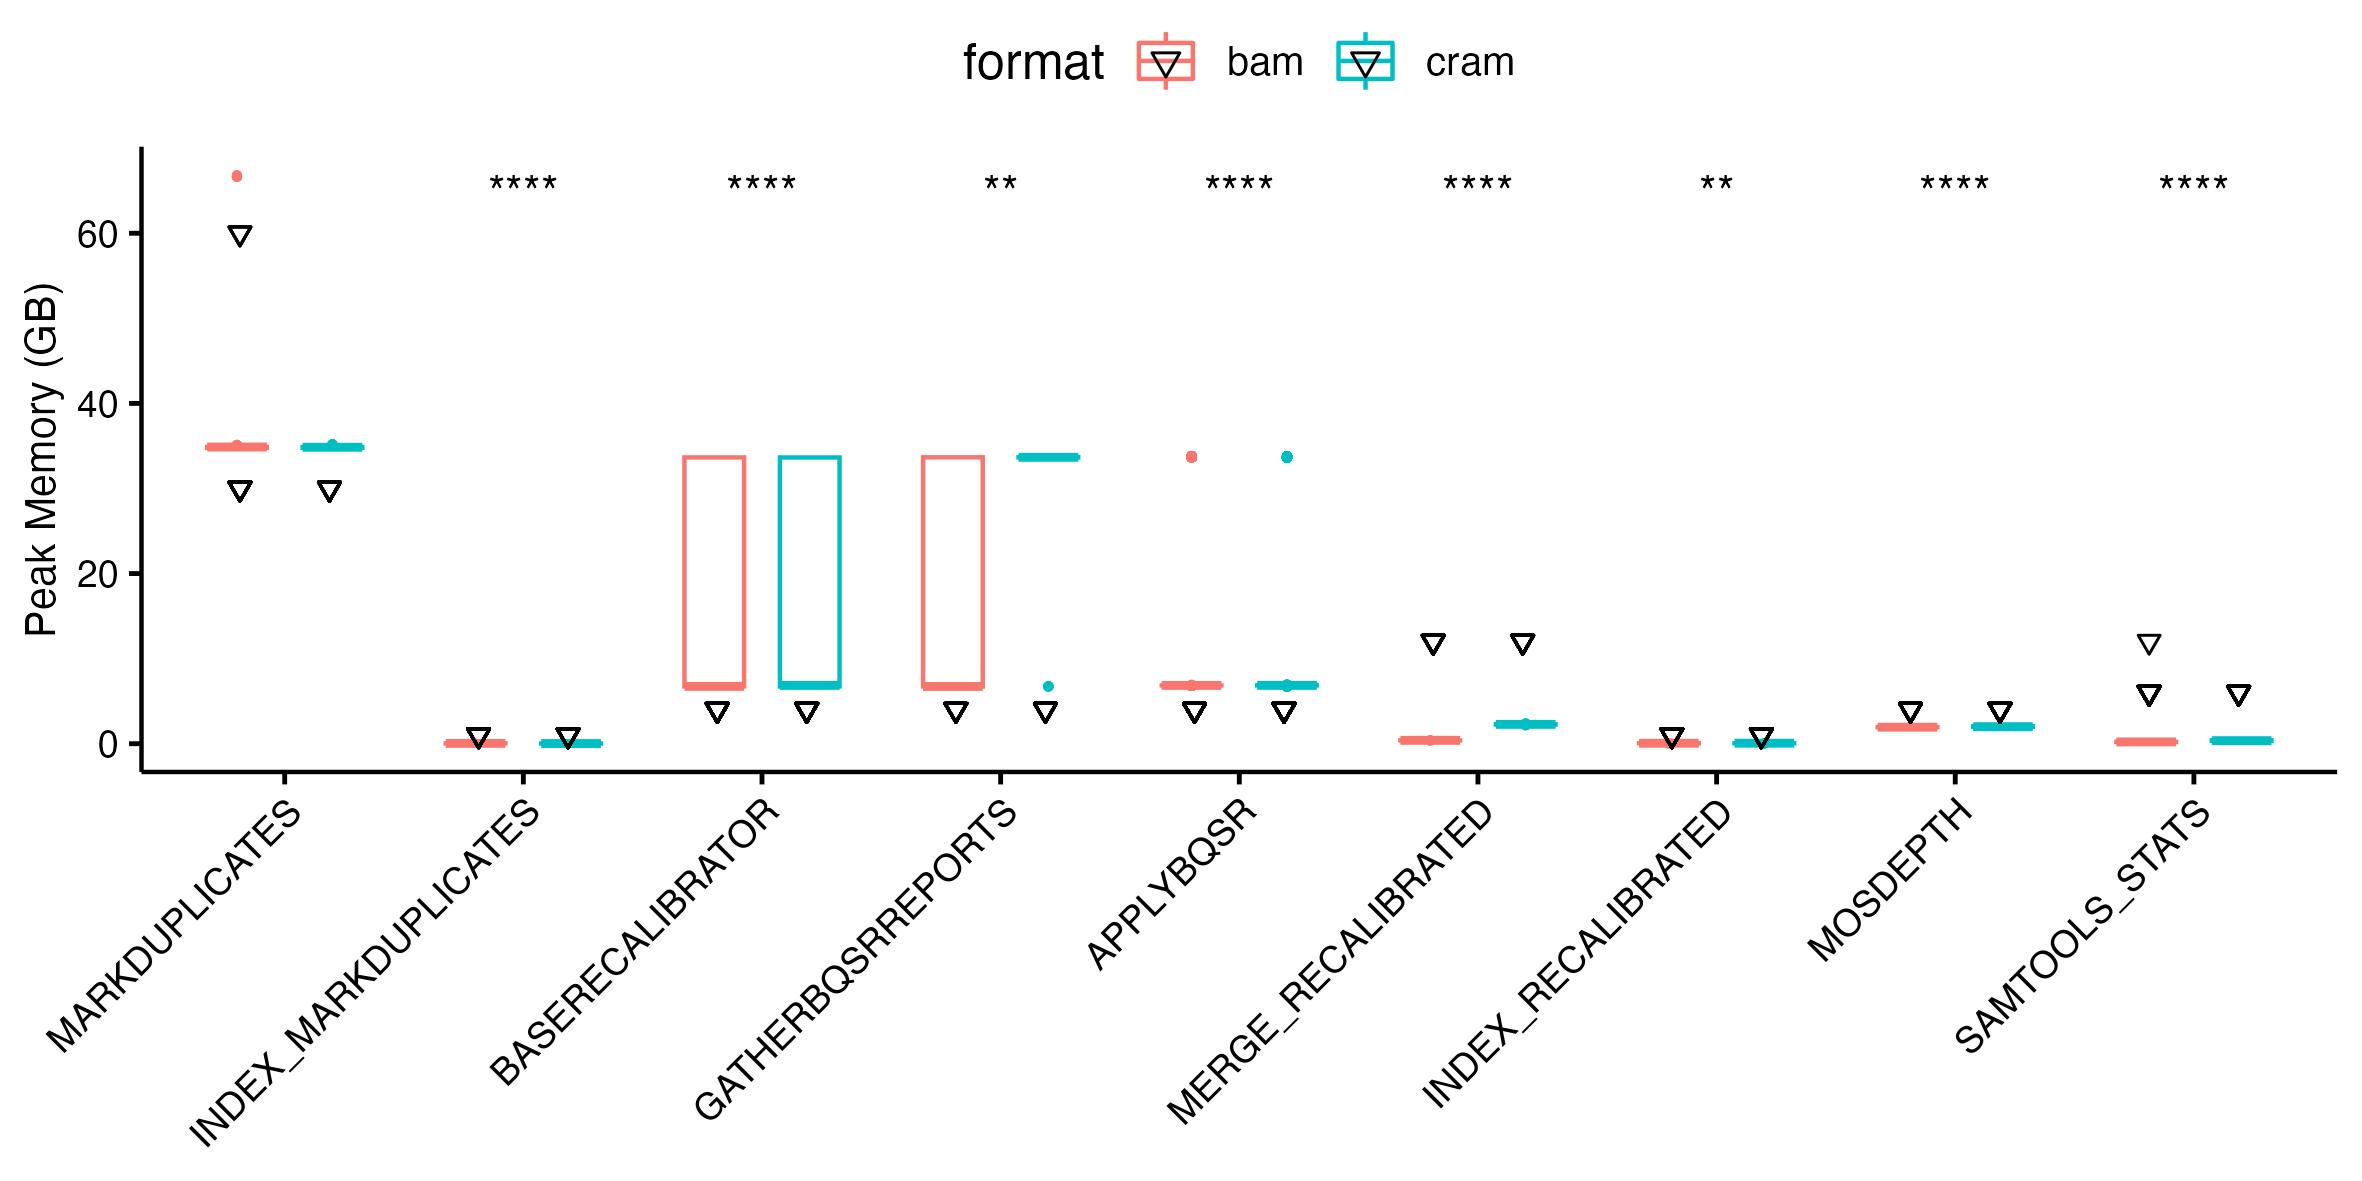 format bam cram
**** **** ** **** **** ** **** ****
Peak Memory (GB)
60
40
20
0
MARKDUPLICATES
INDEX_MARKDUPLICATES
BASERECALIBRATOR
GATHERBQSRREPORTS
APPLYBQSR
MERGE_RECALIBRATED
INDEX_RECALIBRATED
MOSDEPTH
SAMTOOLS_STATS